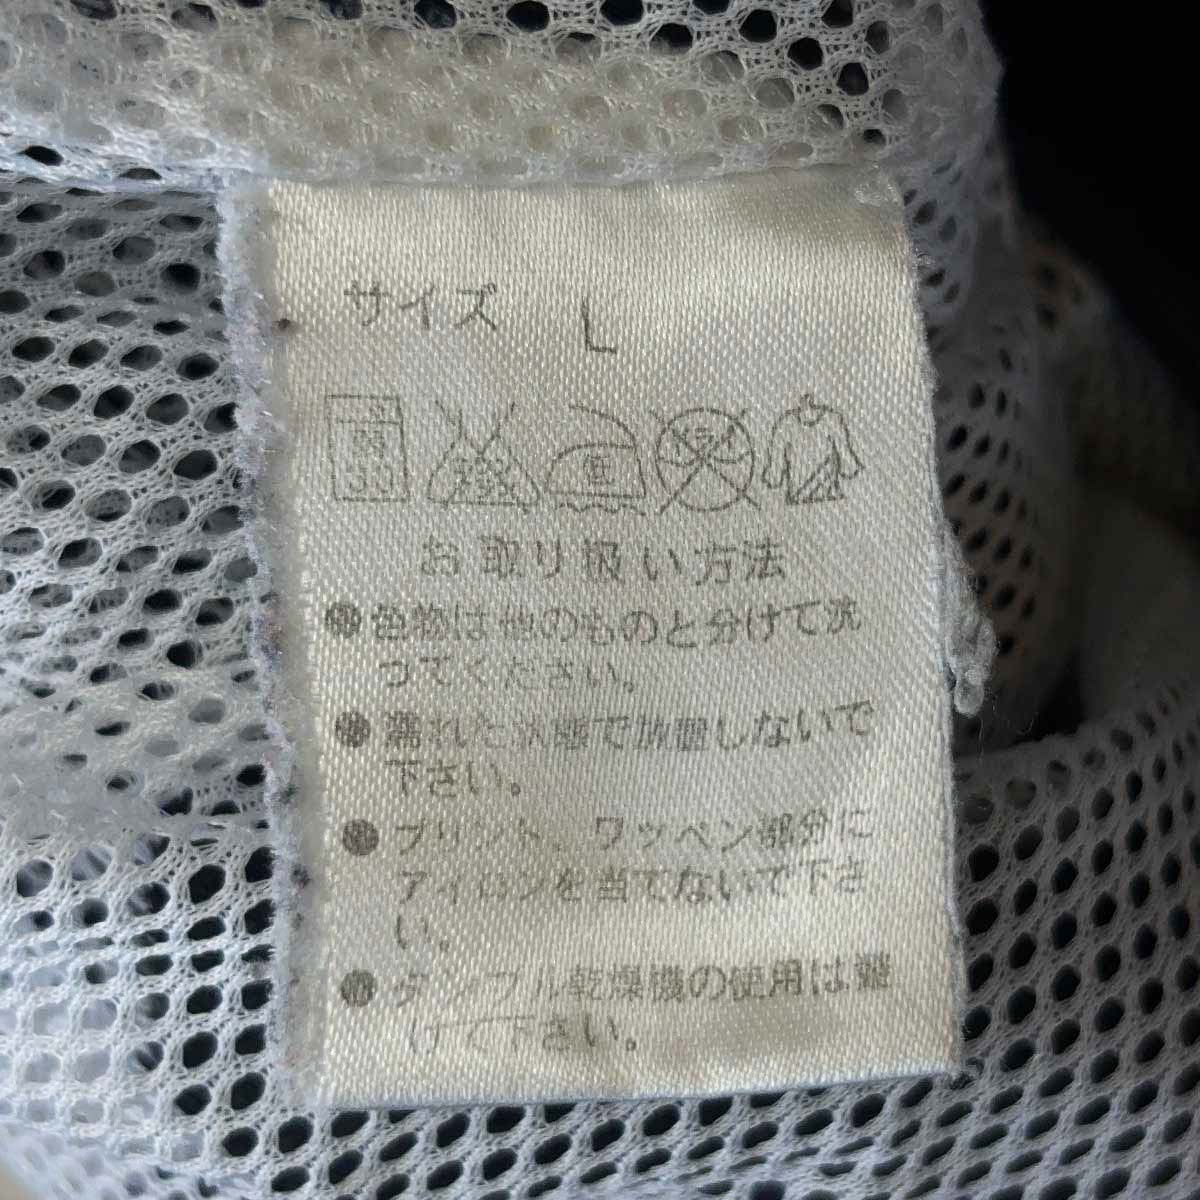 サイズ L
弱
30
低
お取り扱い方法
●色物は他のものと分けて洗
ってください。
●濡れた状態で放置しないで
下さい。
●プリント、ワッペン部分に
アイロンを当てないで下さ
い。
●タンブル乾燥機の使用は避
けて下さい。